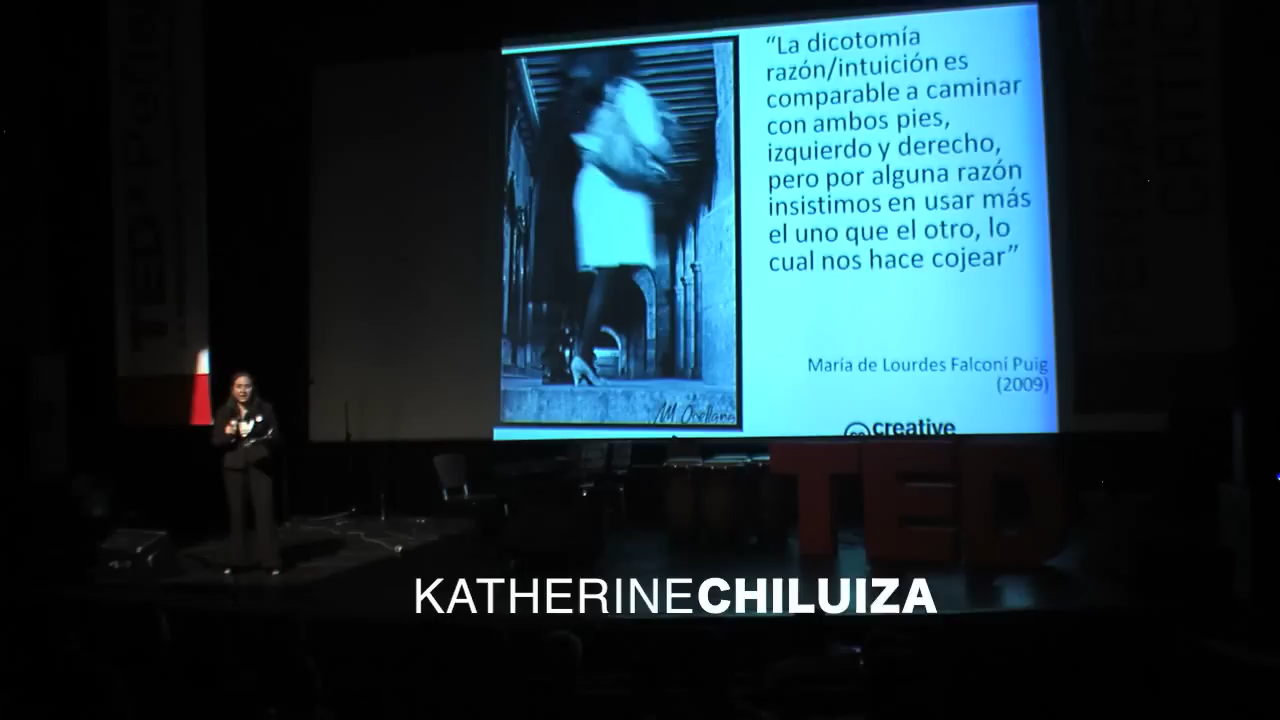 “La dicotomía
razón/intuición es
comparable a caminar
con ambos pies,
izquierdo y derecho,
pero por alguna razón
insistimos en usar más
el uno que el otro, lo
cual nos hace cojear”
María de Lourdes Falconí Puig
(2009)
cc creative
M Orellana
TED
KATHERINECHILUIZA